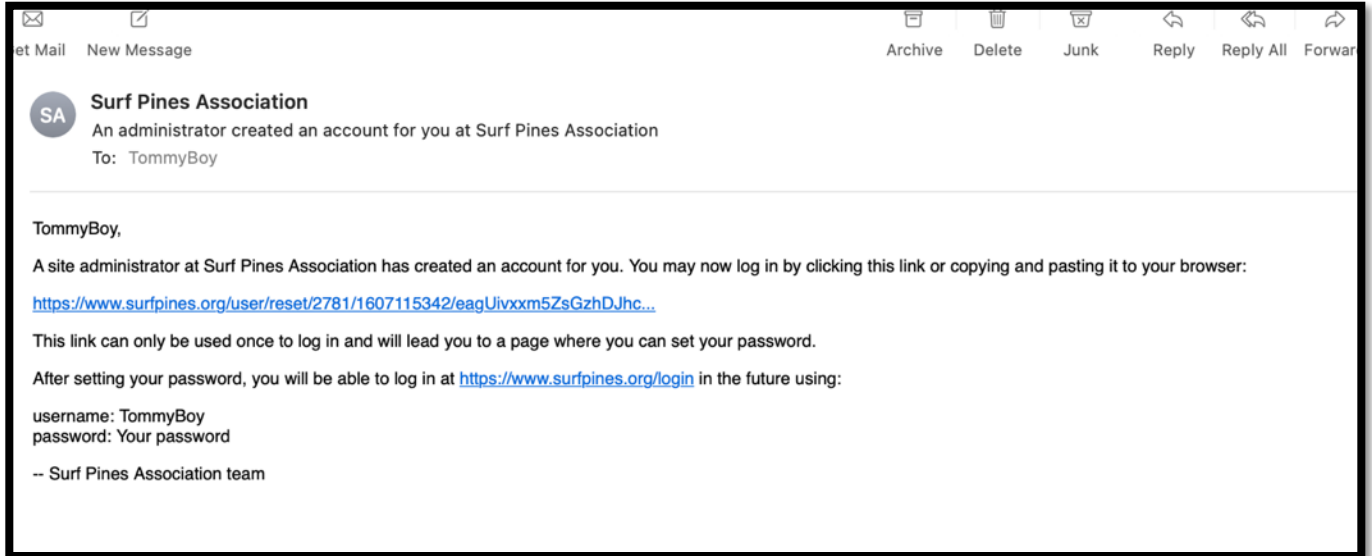 et Mail New Message Archive Delete Junk Reply Reply All Forwar
SA
Surf Pines Association
An administrator created an account for you at Surf Pines Association
To: TommyBoy
TommyBoy,
A site administrator at Surf Pines Association has created an account for you. You may now log in by clicking this link or copying and pasting it to your browser:
https://www.surfpines.org/user/reset/2781/1607115342/eagUivxxm5ZsGzhDJhc...
This link can only be used once to log in and will lead you to a page where you can set your password.
After setting your password, you will be able to log in at https://www.surfpines.org/login in the future using:
username: TommyBoy
password: Your password
-- Surf Pines Association team